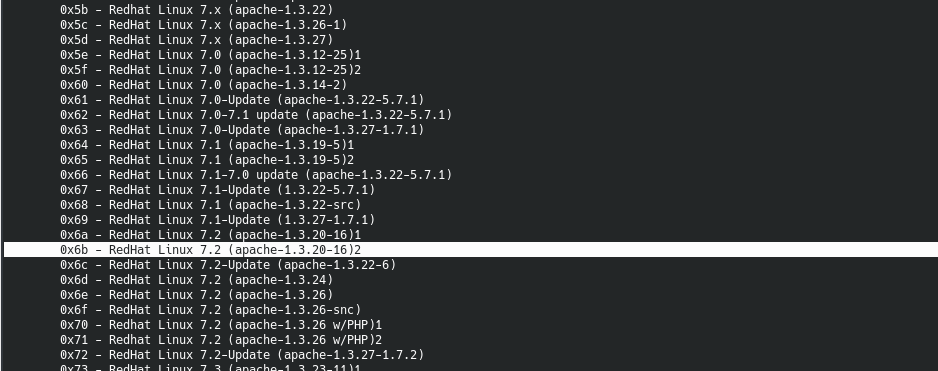 0x5b - RedHat Linux 7.x (apache-1.3.22)
0x5c - RedHat Linux 7.x (apache-1.3.26-1)
0x5d - RedHat Linux 7.x (apache-1.3.27)
0x5e - RedHat Linux 7.0 (apache-1.3.12-25)1
0x5f - RedHat Linux 7.0 (apache-1.3.12-25)2
0x60 - RedHat Linux 7.0 (apache-1.3.14-2)
0x61 - RedHat Linux 7.0-Update (apache-1.3.22-5.7.1)
0x62 - RedHat Linux 7.0-7.1 update (apache-1.3.22-5.7.1)
0x63 - RedHat Linux 7.0-Update (apache-1.3.27-1.7.1)
0x64 - RedHat Linux 7.1 (apache-1.3.19-5)1
0x65 - RedHat Linux 7.1 (apache-1.3.19-5)2
0x66 - RedHat Linux 7.1-7.0 update (apache-1.3.22-5.7.1)
0x67 - RedHat Linux 7.1-Update (1.3.22-5.7.1)
0x68 - RedHat Linux 7.1 (apache-1.3.22-src)
0x69 - RedHat Linux 7.1-Update (1.3.27-1.7.1)
0x6a - RedHat Linux 7.2 (apache-1.3.20-16)1
0x6b - RedHat Linux 7.2 (apache-1.3.20-16)2
0x6c - RedHat Linux 7.2-Update (apache-1.3.22-6)
0x6d - RedHat Linux 7.2 (apache-1.3.24)
0x6e - RedHat Linux 7.2 (apache-1.3.26)
0x6f - RedHat Linux 7.2 (apache-1.3.26-snc)
0x70 - RedHat Linux 7.2 (apache-1.3.26 w/PHP)1
0x71 - RedHat Linux 7.2 (apache-1.3.26 w/PHP)2
0x72 - RedHat Linux 7.2-Update (apache-1.3.27-1.7.2)
0x73 - RedHat Linux 7.3 (apache-1.3.23-11)1